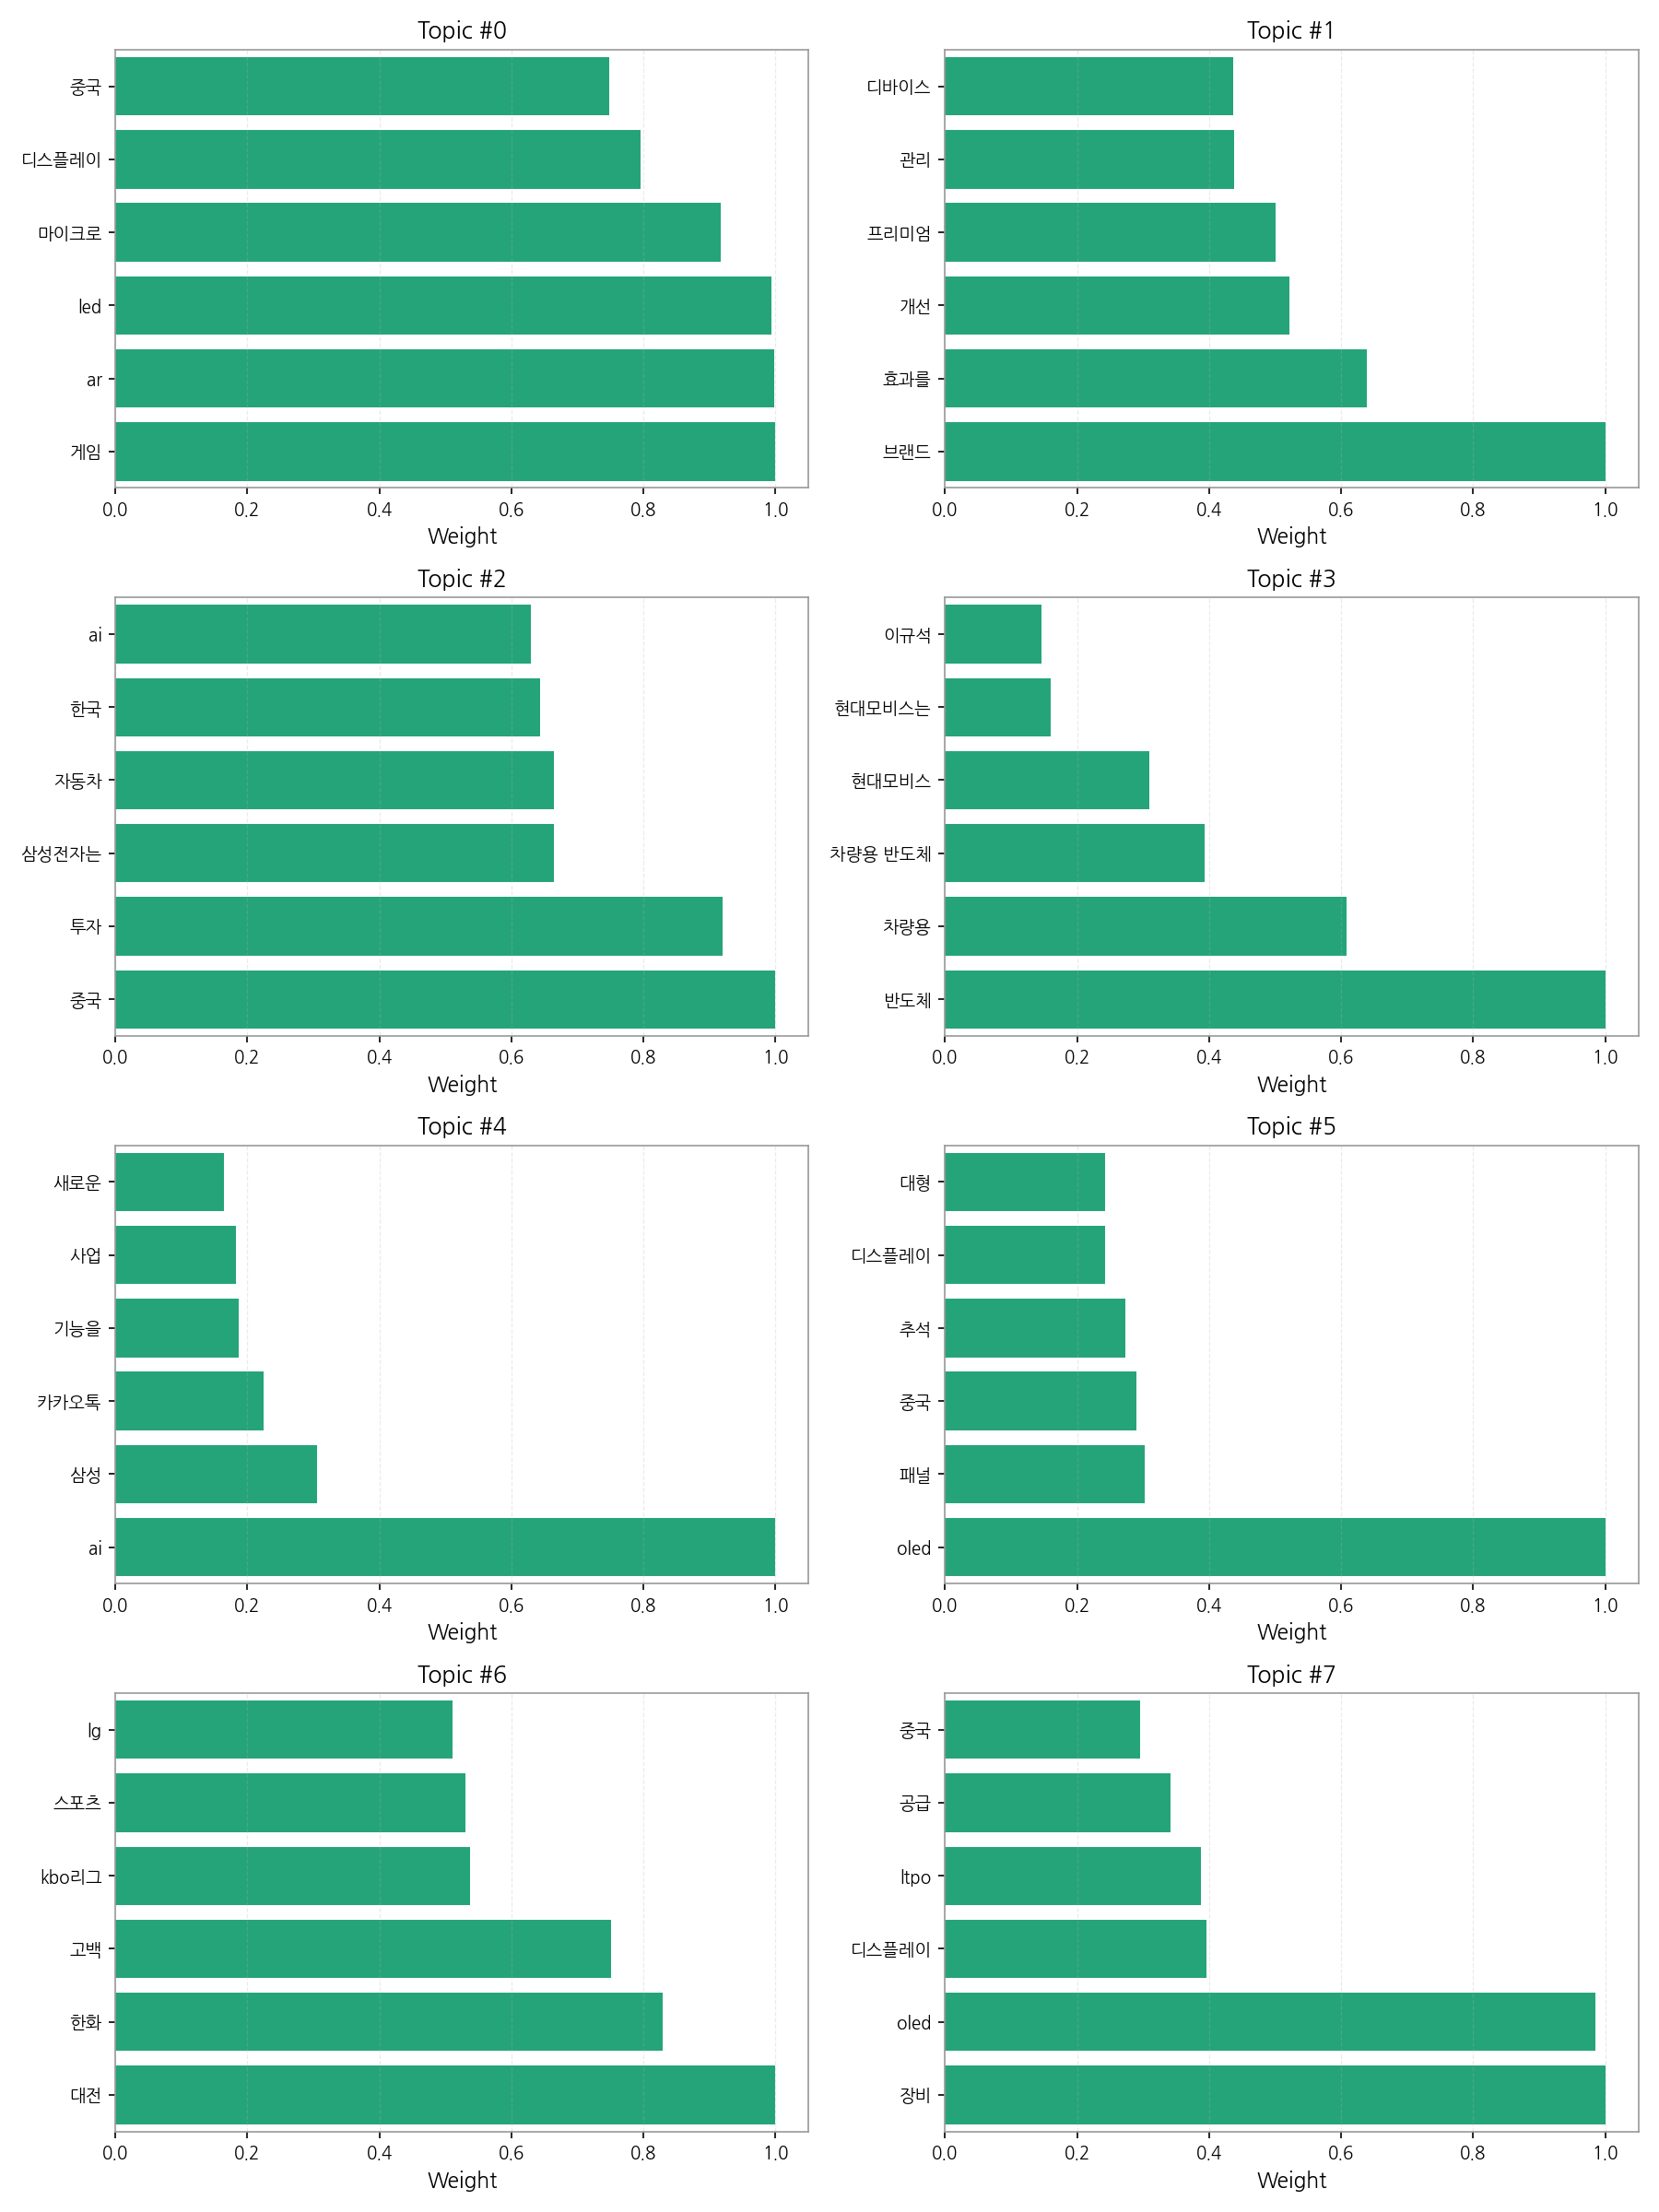 Topic #0
중국
디스플레이
마이크로
led
ar
게임
0.0 0.2 0.4 0.6 0.8 1.0
Weight
Topic #1
디바이스
관리
프리미엄
개선
효과를
브랜드
0.0 0.2 0.4 0.6 0.8 1.0
Weight
Topic #2
ai
한국
자동차
삼성전자는
투자
중국
0.0 0.2 0.4 0.6 0.8 1.0
Weight
Topic #3
이규석
현대모비스는
현대모비스
차량용 반도체
차량용
반도체
0.0 0.2 0.4 0.6 0.8 1.0
Weight
Topic #4
새로운
사업
기능을
카카오톡
삼성
ai
0.0 0.2 0.4 0.6 0.8 1.0
Weight
Topic #5
대형
디스플레이
추석
중국
패널
oled
0.0 0.2 0.4 0.6 0.8 1.0
Weight
Topic #6
lg
스포츠
kbo리그
고백
한화
대전
0.0 0.2 0.4 0.6 0.8 1.0
Weight
Topic #7
중국
공급
ltpo
디스플레이
oled
장비
0.0 0.2 0.4 0.6 0.8 1.0
Weight